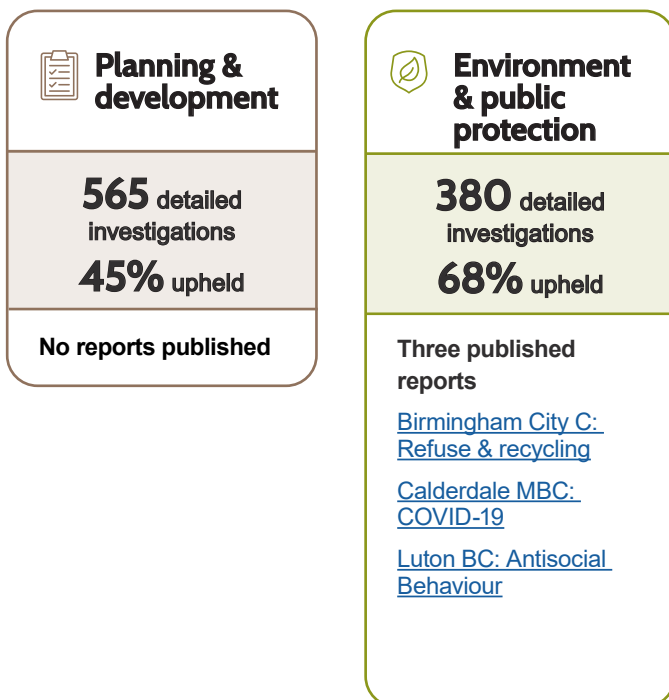 Planning &
development
565 detailed
investigations
45% upheld
No reports published
Environment
& public
protection
380 detailed
investigations
68% upheld
Three published
reports
Birmingham City C:
Refuse & recycling
Calderdale MBC:
COVID-19
Luton BC: Antisocial
Behaviour